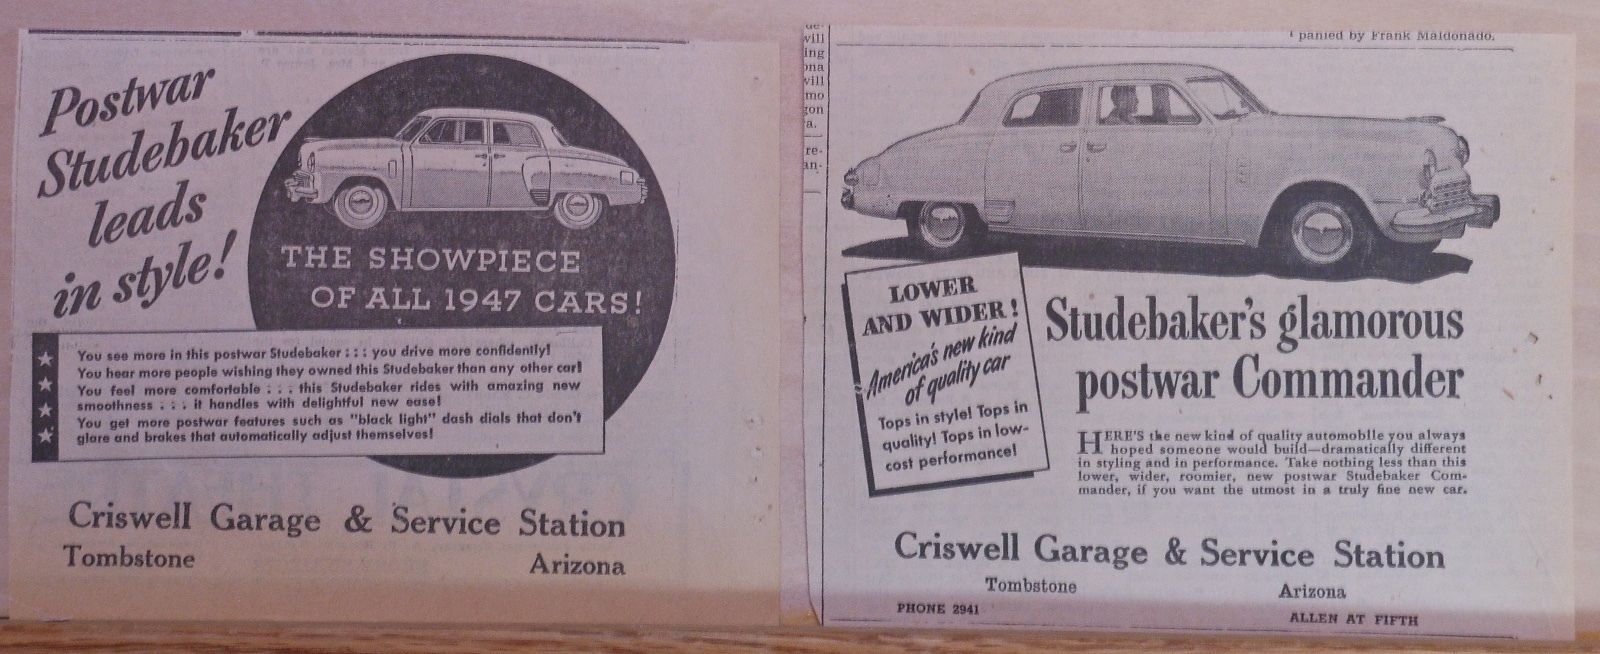 Postwar
Studebaker
leads
in style!
THE SHOWPIECE
OF ALL 1947 CARS!
You see more in this postwar Studebaker : : : you drive more confidently!
You hear more people wishing they owned this Studebaker than any other car!
You feel more comfortable . . . this Studebaker rides with amazing new
smoothness . . . it handles with delightful new ease!
You get more postwar features such as "black light" dash dials that don't
glare and brakes that automatically adjust themselves!
Criswell Garage & Service Station
Tombstone Arizona
will
ing
ona
will
mo
gon
a.
re-
an-
panied by Frank Maldonado.
LOWER
AND WIDER!
America's new kind
of quality car
Tops in style! Tops in
quality! Tops in low-
cost performance!
Studebaker's glamorous
postwar Commander
HERE'S the new kind of quality automobile you always
hoped someone would build—dramatically different
in styling and in performance. Take nothing less than this
lower, wider, roomier, new postwar Studebaker Com-
mander, if you want the utmost in a truly fine new car.
Criswell Garage & Service Station
Tombstone Arizona
PHONE 2941 ALLEN AT FIFTH